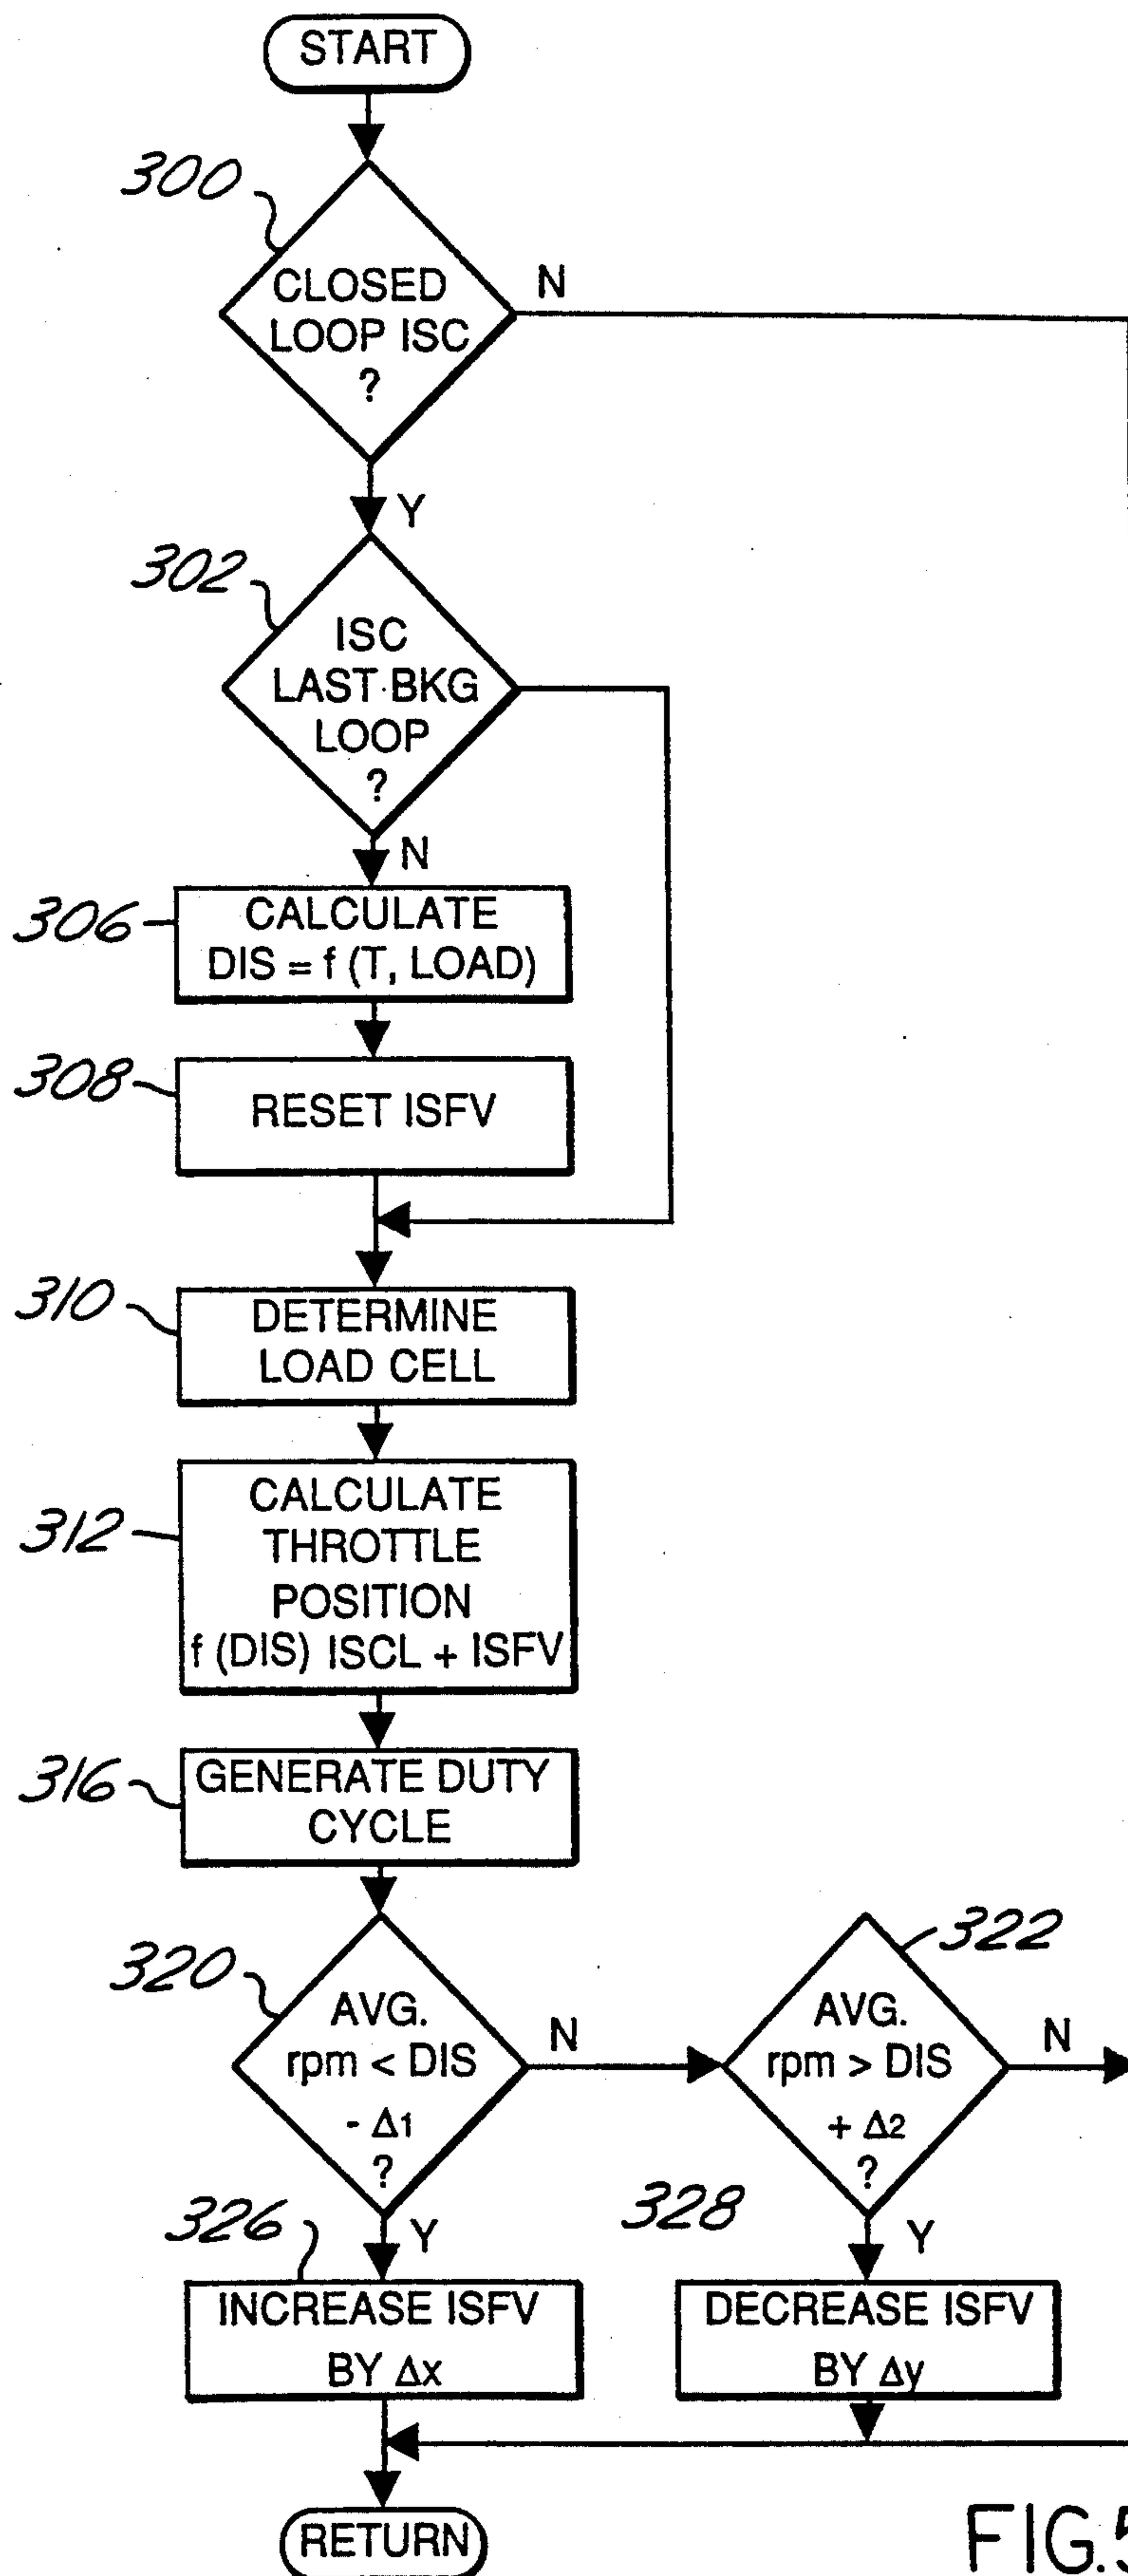 START
300
CLOSED
LOOP ISC
?
N
Y
302
ISC
LAST BKG
LOOP
?
N
306
CALCULATE
DIS = f (T, LOAD)
308
RESET ISFV
310
DETERMINE
LOAD CELL
312
CALCULATE
THROTTLE
POSITION
f (DIS) ISCL + ISFV
316
GENERATE DUTY
CYCLE
320
AVG.
rpm < DIS
- Δ1
?
N
Y
322
AVG.
rpm > DIS
+ Δ2
?
N
Y
326
INCREASE ISFV
BY Δx
328
DECREASE ISFV
BY Δy
RETURN
FIG.5